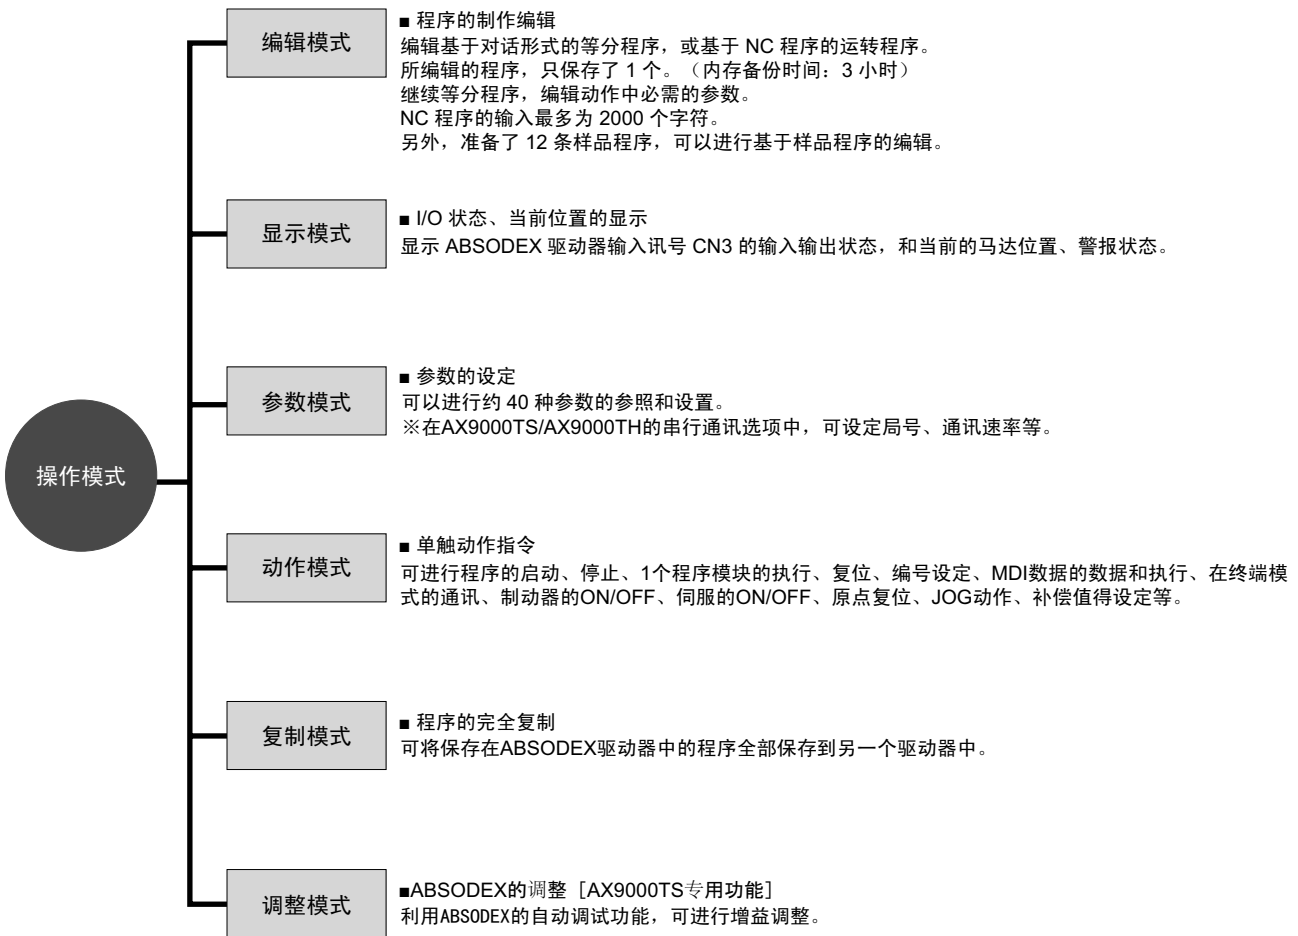 操作模式
编辑模式
■ 程序的制作编辑
编辑基于对话形式的等分程序，或基于 NC 程序的运转程序。
所编辑的程序，只保存了 1 个。（内存备份时间：3 小时）
继续等分程序，编辑动作中必需的参数。
NC 程序的输入最多为 2000 个字符。
另外，准备了 12 条样品程序，可以进行基于样品程序的编辑。
显示模式
■ I/O 状态、当前位置的显示
显示 ABSODEX 驱动器输入讯号 CN3 的输入输出状态，和当前的马达位置、警报状态。
参数模式
■ 参数的设定
可以进行约 40 种参数的参照和设置。
※在AX9000TS/AX9000TH的串行通讯选项中，可设定局号、通讯速率等。
动作模式
■ 单触动作指令
可进行程序的启动、停止、1个程序模块的执行、复位、编号设定、MDI数据的数据和执行、在终端模
式的通讯、制动器的ON/OFF、伺服的ON/OFF、原点复位、JOG动作、补偿值得设定等。
复制模式
■ 程序的完全复制
可将保存在ABSODEX驱动器中的程序全部保存到另一个驱动器中。
调整模式
■ABSODEX的调整［AX9000TS专用功能］
利用ABSODEX的自动调试功能，可进行增益调整。